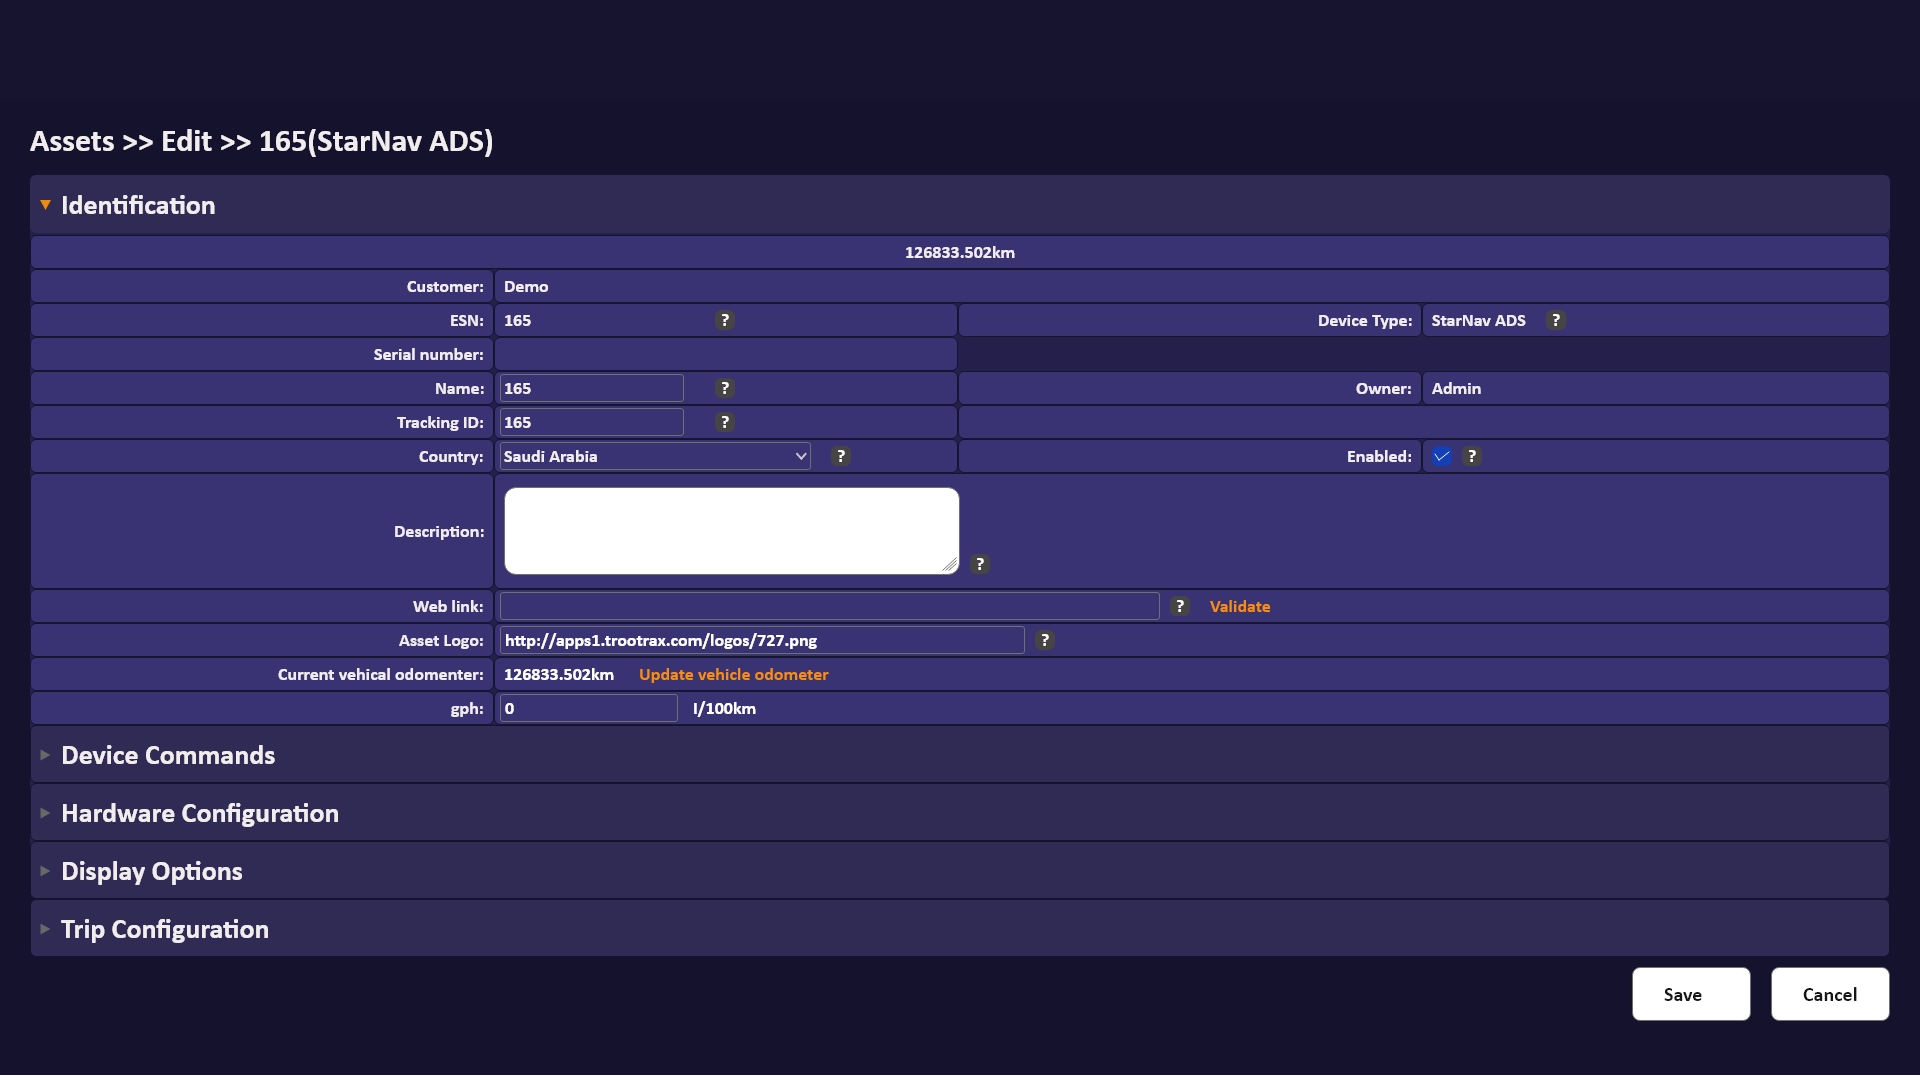 Assets >> Edit >> 165(StarNav ADS)
Identification
126833.502km
Customer: Demo
ESN: 165 ? Device Type: StarNav ADS ?
Serial number:
Name: 165 ? Owner: Admin
Tracking ID: 165 ?
Country: Saudi Arabia ? Enabled: ?
Description: ?
Web link: ? Validate
Asset Logo: http://apps1.trootrax.com/logos/727.png ?
Current vehical odomenter: 126833.502km Update vehicle odometer
gph: 0 l/100km
Device Commands
Hardware Configuration
Display Options
Trip Configuration
Save Cancel